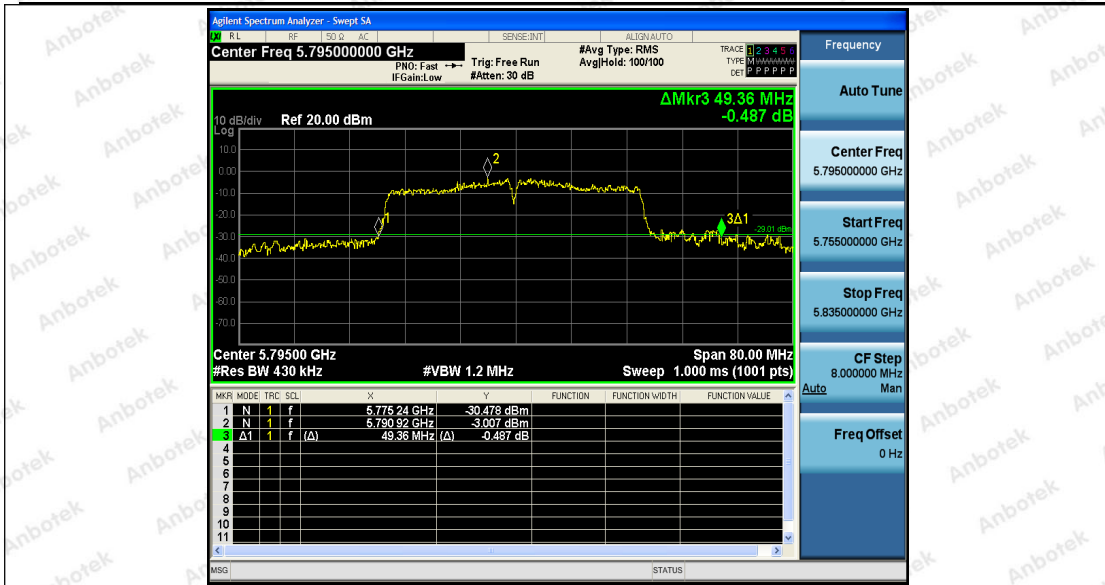 Agilent Spectrum Analyzer - Swept SA
RL RF 50 Ω AC SENSE:INT ALIGNAUTO
Center Freq 5.795000000 GHz
PNO: Fast
IFGain:Low
Trig: Free Run
#Atten: 30 dB
#Avg Type: RMS
Avg|Hold: 100/100
TRACE 1 2 3 4 5 6
TYPE M
DET P P P P P P
ΔMkr3 49.36 MHz
-0.487 dB
10 dB/div Ref 20.00 dBm
Log
10.0
0.00
-10.0
-20.0
-30.0
-40.0
-50.0
-60.0
-70.0
2
1
3Δ1
-29.01 dBm
Center 5.79500 GHz Span 80.00 MHz
#Res BW 430 kHz #VBW 1.2 MHz Sweep 1.000 ms (1001 pts)
MKR MODE TRC SCL X Y FUNCTION FUNCTION WIDTH FUNCTION VALUE
1 N 1 f 5.775 24 GHz -30.478 dBm
2 N 1 f 5.790 92 GHz -3.007 dBm
3 Δ1 1 f (Δ) 49.36 MHz (Δ) -0.487 dB
4
5
6
7
8
9
10
11
MSG STATUS
Frequency
Auto Tune
Center Freq
5.795000000 GHz
Start Freq
5.755000000 GHz
Stop Freq
5.835000000 GHz
CF Step
8.000000 MHz
Auto Man
Freq Offset
0 Hz
Anbotek